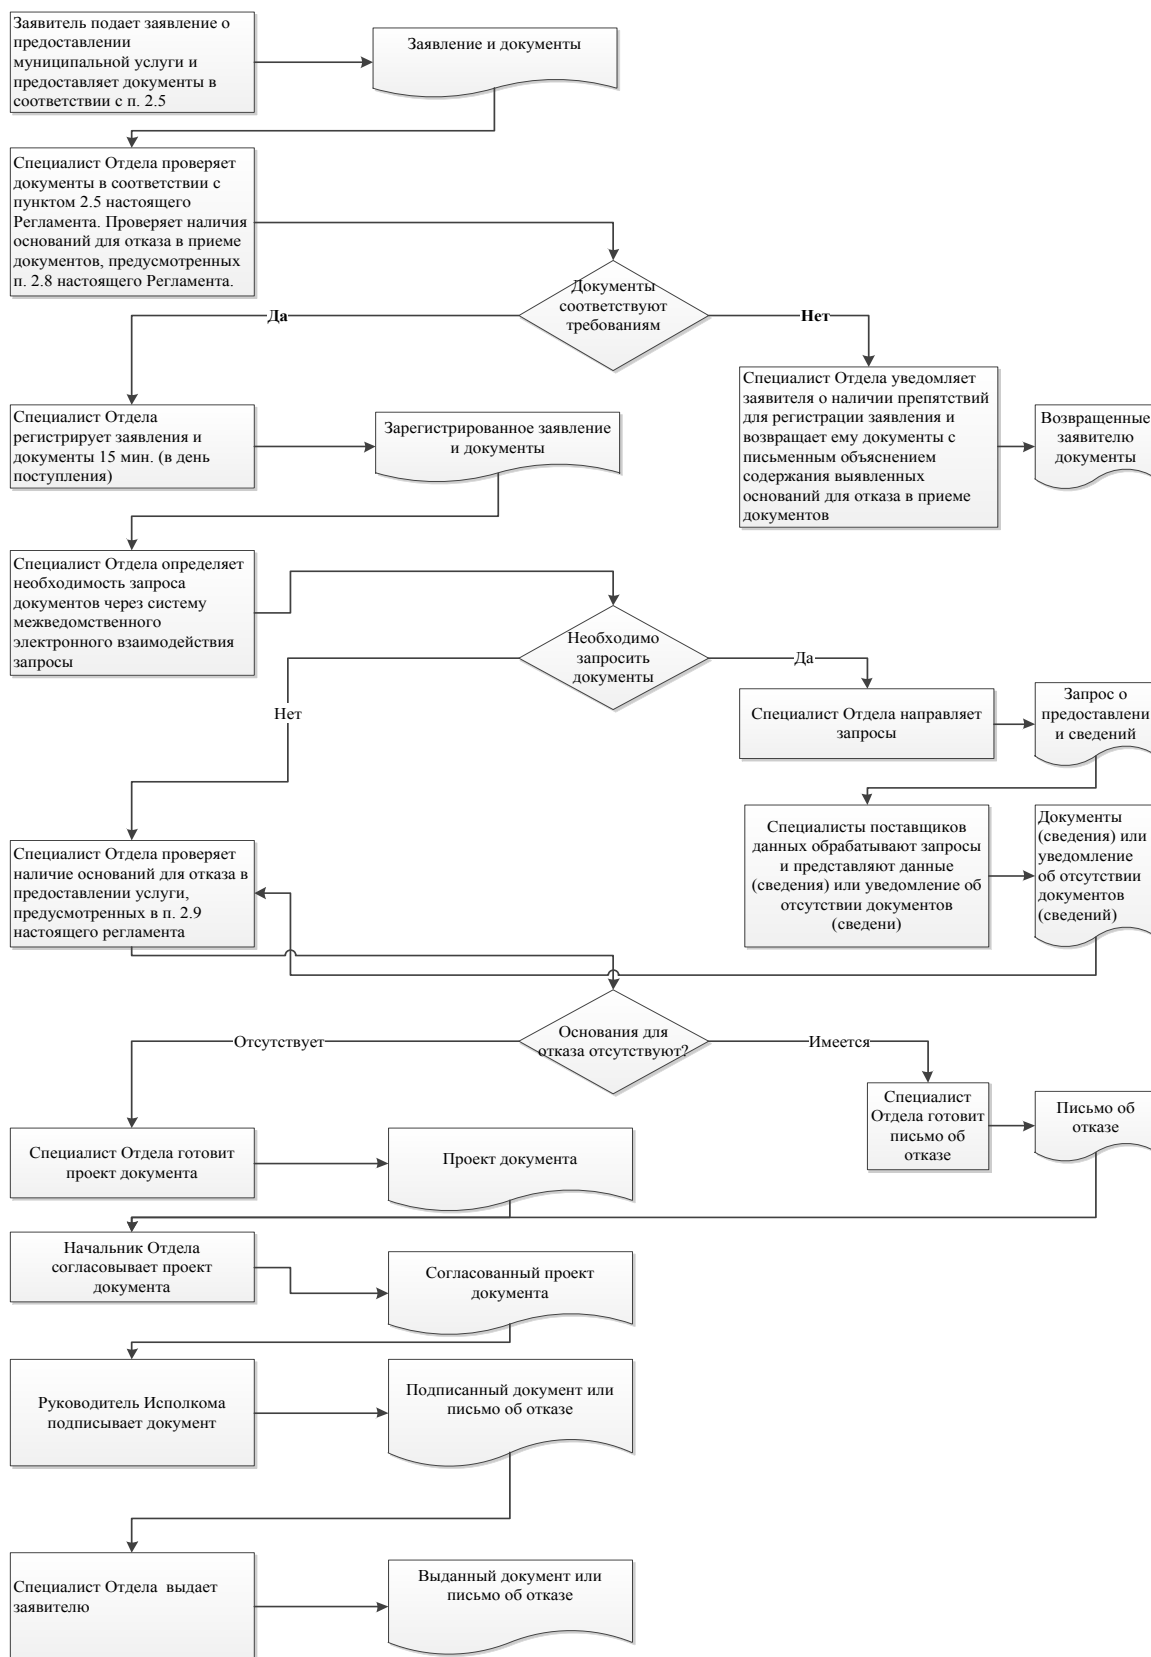 Заявитель подает заявление о
предоставлении
муниципальной услуги и
предоставляет документы в
соответствии с п. 2.5
Заявление и документы
Специалист Отдела проверяет
документы в соответствии с
пунктом 2.5 настоящего
Регламента. Проверяет наличия
оснований для отказа в приеме
документов, предусмотренных
п. 2.8 настоящего Регламента.
Документы
соответствуют
требованиям
Да
Нет
Специалист Отдела
регистрирует заявления и
документы 15 мин. (в день
поступления)
Зарегистрированное заявление
и документы
Специалист Отдела уведомляет
заявителя о наличии препятствий
для регистрации заявления и
возвращает ему документы с
письменным объяснением
содержания выявленных
оснований для отказа в приеме
документов
Возвращенные
заявителю
документы
Специалист Отдела определяет
необходимость запроса
документов через систему
межведомственного
электронного взаимодействия
запросы
Необходимо
запросить
документы
Да
Нет
Специалист Отдела направляет
запросы
Запрос о
предоставлени
и сведений
Специалисты поставщиков
данных обрабатывают запросы
и представляют данные
(сведения) или уведомление об
отсутствии документов
(сведени)
Документы
(сведения) или
уведомление
об отсутствии
документов
(сведений)
Специалист Отдела проверяет
наличие оснований для отказа в
предоставлении услуги,
предусмотренных в п. 2.9
настоящего регламента
Основания для
отказа отсутствуют?
Отсутствует
Имеется
Специалист
Отдела готовит
письмо об
отказе
Письмо об
отказе
Специалист Отдела готовит
проект документа
Проект документа
Начальник Отдела
согласовывает проект
документа
Согласованный проект
документа
Руководитель Исполкома
подписывает документ
Подписанный документ или
письмо об отказе
Специалист Отдела  выдает
заявителю
Выданный документ или
письмо об отказе